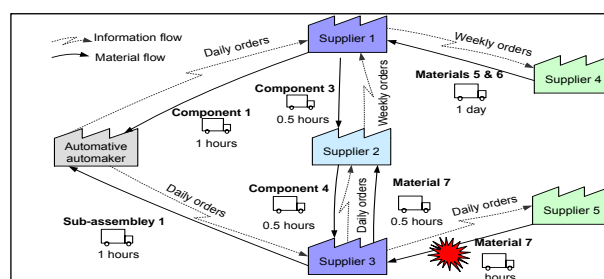 Information flow
Material flow
Daily orders
Supplier 1
Weekly orders
Materials 5 & 6
1 day
Supplier 4
Component 1
1 hours
Component 3
0.5 hours
Weekly orders
Automative
automaker
Supplier 2
Component 4
0.5 hours
Daily orders
Material 7
0.5 hours
Daily orders
Sub-assembley 1
1 hours
Daily orders
Supplier 3
Supplier 5
Material 7
hours